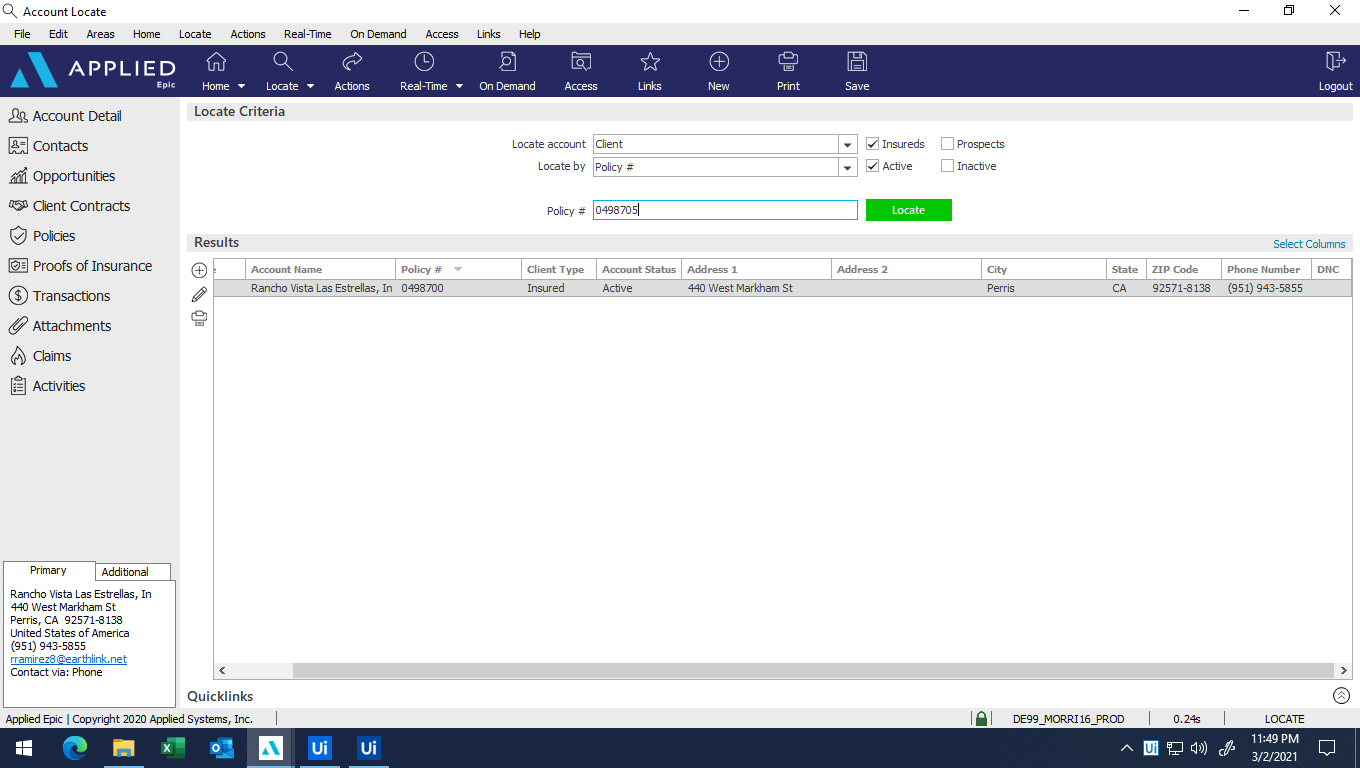 Account Locate
File Edit Areas Home Locate Actions Real-Time On Demand Access Links Help
APPLIED
Epic
Home Locate Actions Real-Time On Demand Access Links New Print Save Logout
Account Detail
Contacts
Opportunities
Client Contracts
Policies
Proofs of Insurance
Transactions
Attachments
Claims
Activities
Locate Criteria
Locate account Client Insureds Prospects
Locate by Policy # Active Inactive
Policy # 0498705 Locate
Results Select Columns
Account Name Policy # Client Type Account Status Address 1 Address 2 City State ZIP Code Phone Number DNC
Rancho Vista Las Estrellas, In 0498700 Insured Active 440 West Markham St Perris CA 92571-8138 (951) 943-5855
Primary Additional
Rancho Vista Las Estrellas, In
440 West Markham St
Perris, CA 92571-8138
United States of America
(951) 943-5855
rramirez8@earthlink.net
Contact via: Phone
Quicklinks
Applied Epic | Copyright 2020 Applied Systems, Inc. DE99_MORRI16_PROD 0.24s LOCATE
Ui Ui Ui 11:49 PM
3/2/2021